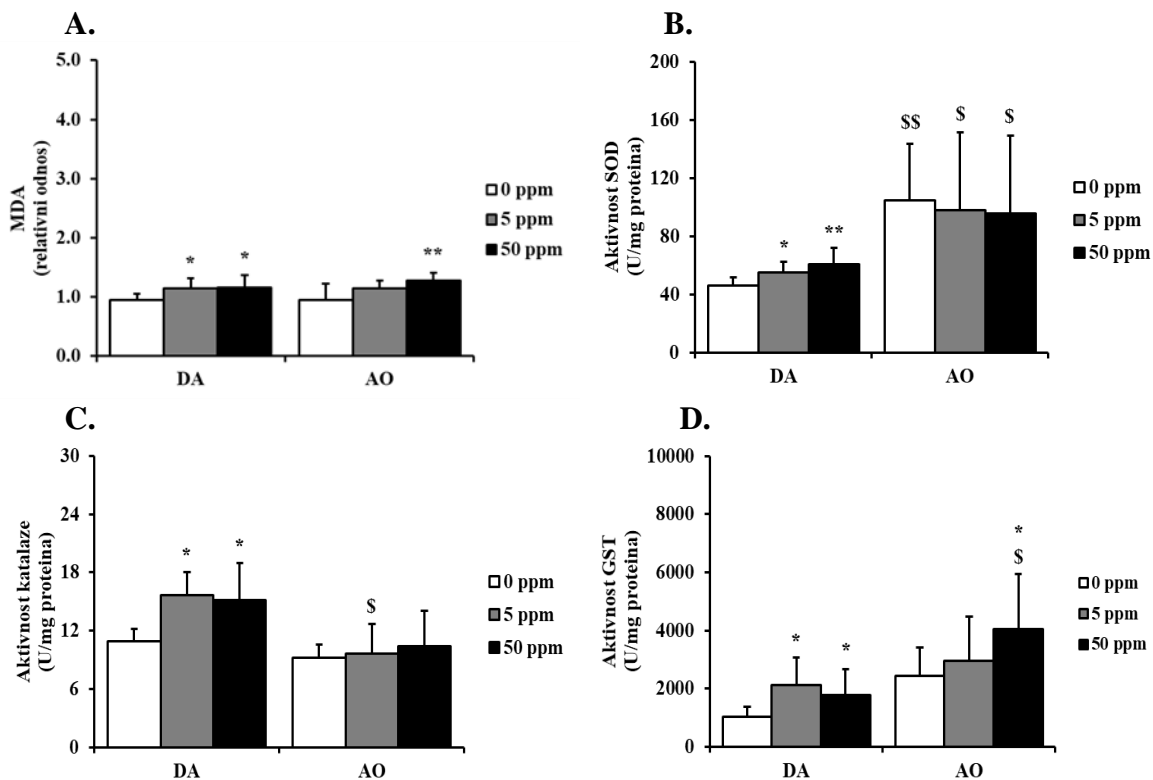 A.
5.0
4.0
3.0
2.0
1.0
0.0
MDA
(relativni odnos)
*
*
**
DA
AO
0 ppm
5 ppm
50 ppm
B.
200
160
120
80
40
0
Aktivnost SOD
(U/mg proteina)
*
**
$$
$
$
DA
AO
0 ppm
5 ppm
50 ppm
C.
30
24
18
12
6
0
Aktivnost katalaze
(U/mg proteina)
*
*
$
DA
AO
0 ppm
5 ppm
50 ppm
D.
10000
8000
6000
4000
2000
0
Aktivnost GST
(U/mg proteina)
*
*
*
$
DA
AO
0 ppm
5 ppm
50 ppm